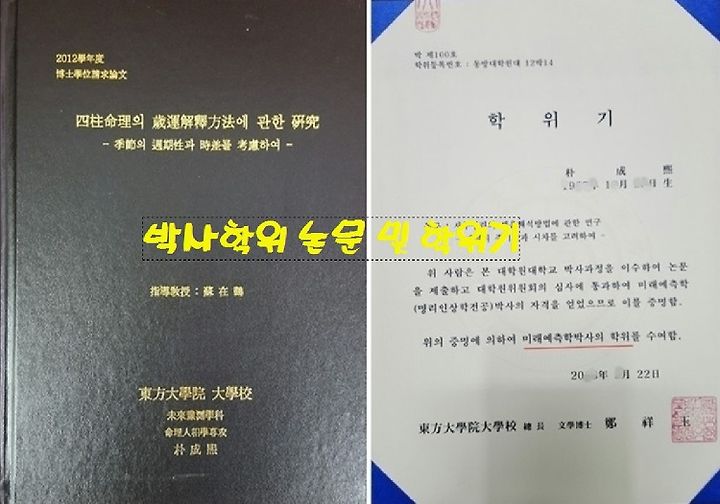 2012學年度
博士學位請求論文
四柱命理의 歲運解釋方法에 관한 硏究
- 季節의 週期性과 時差를 考慮하여 -
指導敎授 : 蘇在鶴
東方大學院 大學校
未來豫測學科
命理人相學專攻
朴成熙
박사학위 논문 및 학위기
박 제100호
학위등록번호 : 동방대학원대 12박14
학위기
朴成熙
生
해석방법에 관한 연구
시차를 고려하여 -
위 사람은 본 대학원대학교 박사과정을 이수하여 논문
을 제출하고 대학원위원회의 심사에 통과하여 미래예측학
(명리인상학전공)박사의 자격을 얻었으므로 이를 증명함.
위의 증명에 의하여 미래예측학박사의 학위를 수여함.
월 22일
東方大學院大學校 總長 文學博士 鄭祥玉